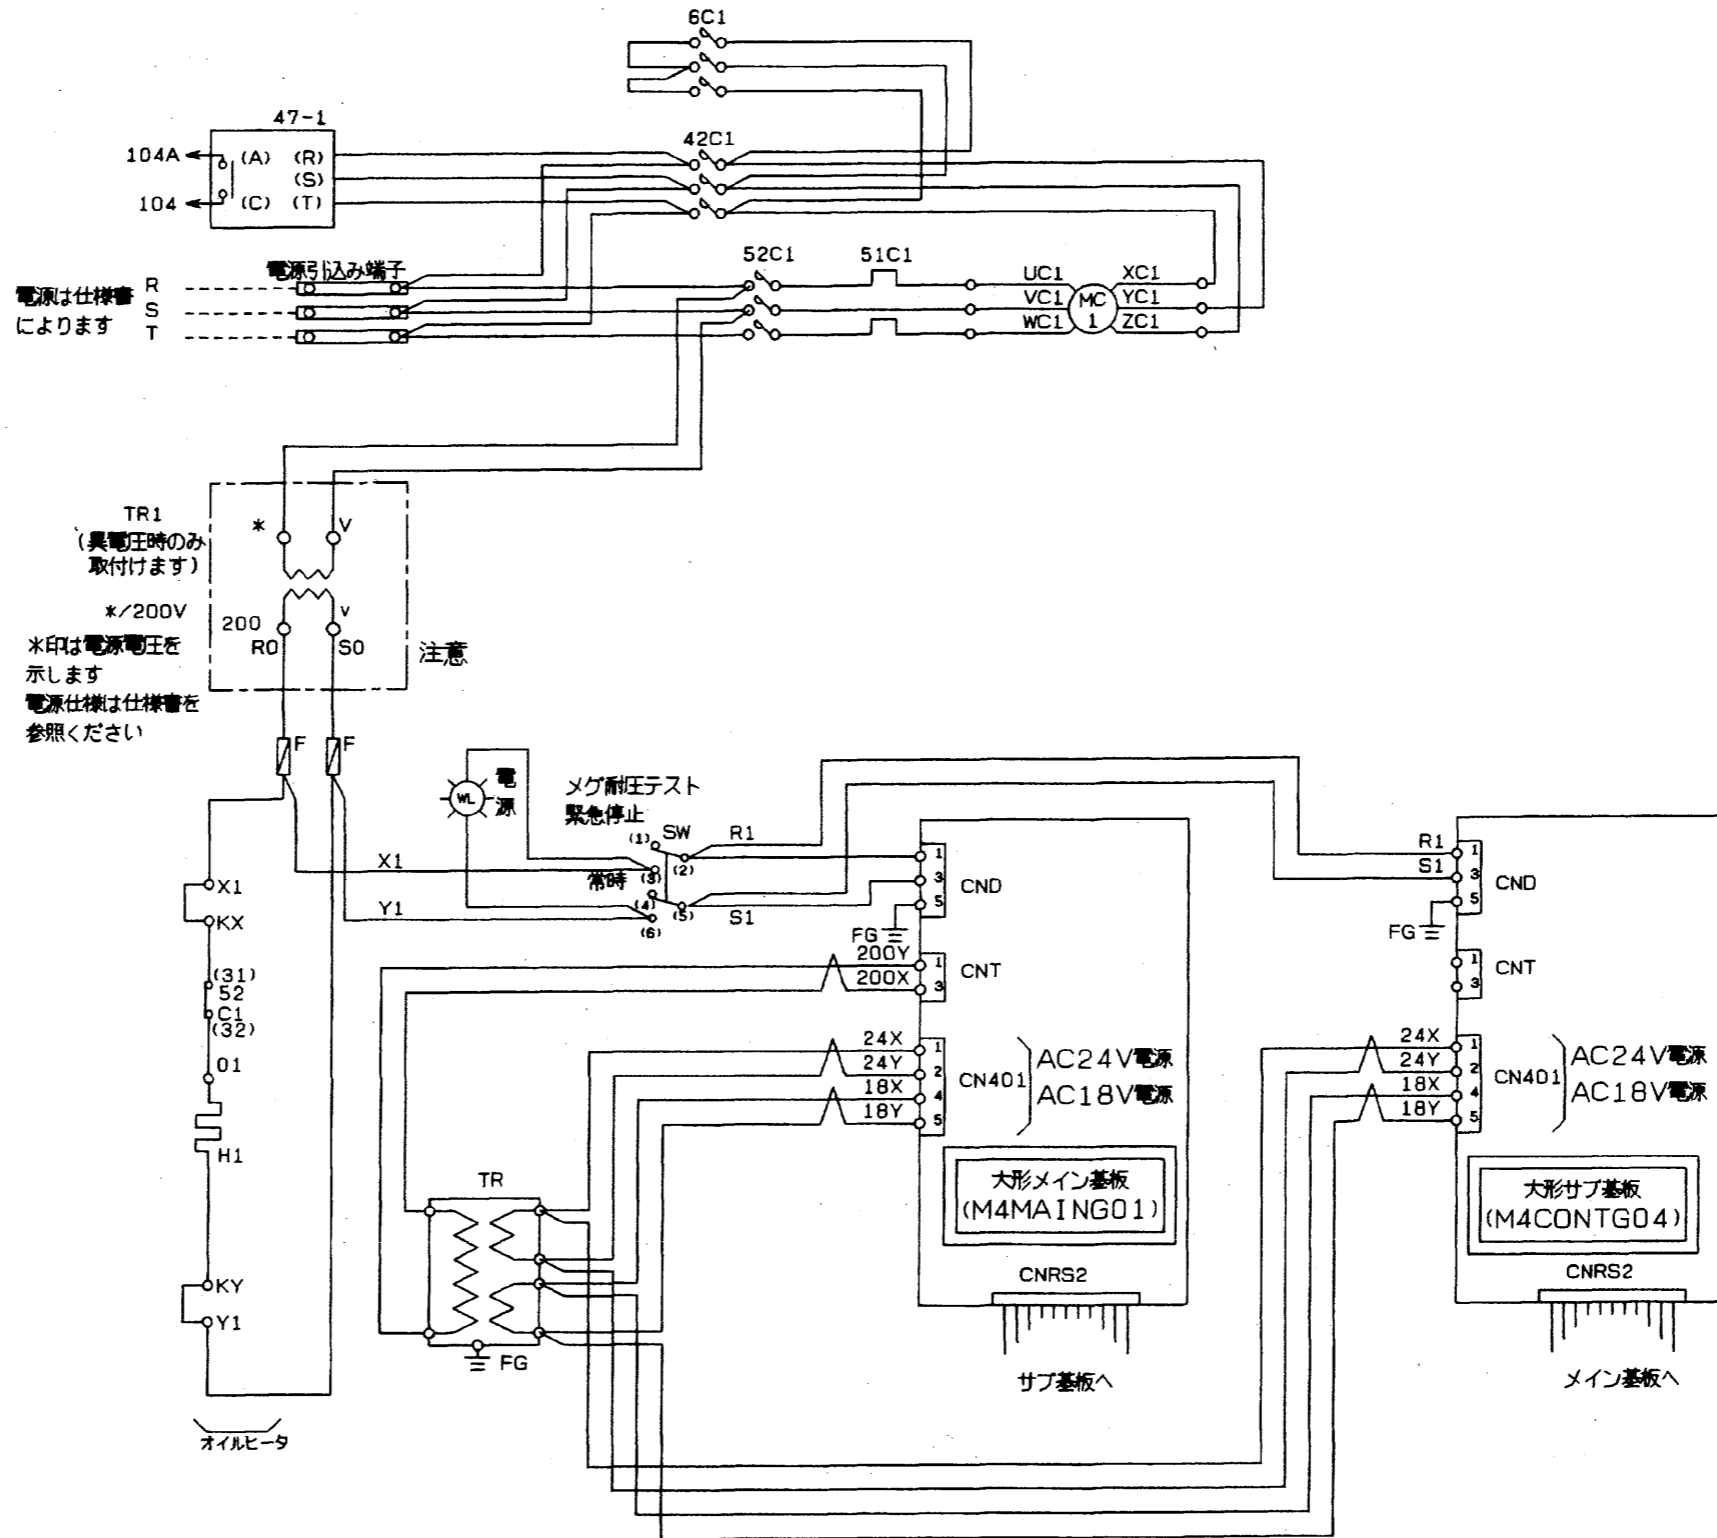 6C1
47-1
42C1
104A
(A) (R)
(S)
104
(C) (T)
電源引込み端子
52C1
51C1
電源は仕様書
によります
R
S
T
UC1
VC1
WC1
MC
1
XC1
YC1
ZC1
TR1
(異電圧時のみ
取付けます)
*
V
*/200V
200
V
R0
S0
注意
*印は電源電圧を
示します
電源仕様は仕様書を
参照ください
F
F
WL
電
源
メグ耐圧テスト
緊急停止
(1)
SW
R1
(2)
X1
(3)
常時
(4)
Y1
(5)
S1
(6)
1
3
5
CND
FG
200Y
200X
1
3
CNT
24X
24Y
18X
18Y
1
2
4
5
CN401
AC24V電源
AC18V電源
大形メイン基板
(M4MAING01)
CNRS2
サブ基板へ
R1
S1
1
3
5
CND
FG
1
3
CNT
24X
24Y
18X
18Y
1
2
4
5
CN401
AC24V電源
AC18V電源
大形サブ基板
(M4CONTG04)
CNRS2
メイン基板へ
X1
KX
(31)
52
C1
(32)
01
H1
KY
Y1
オイルヒータ
TR
FG